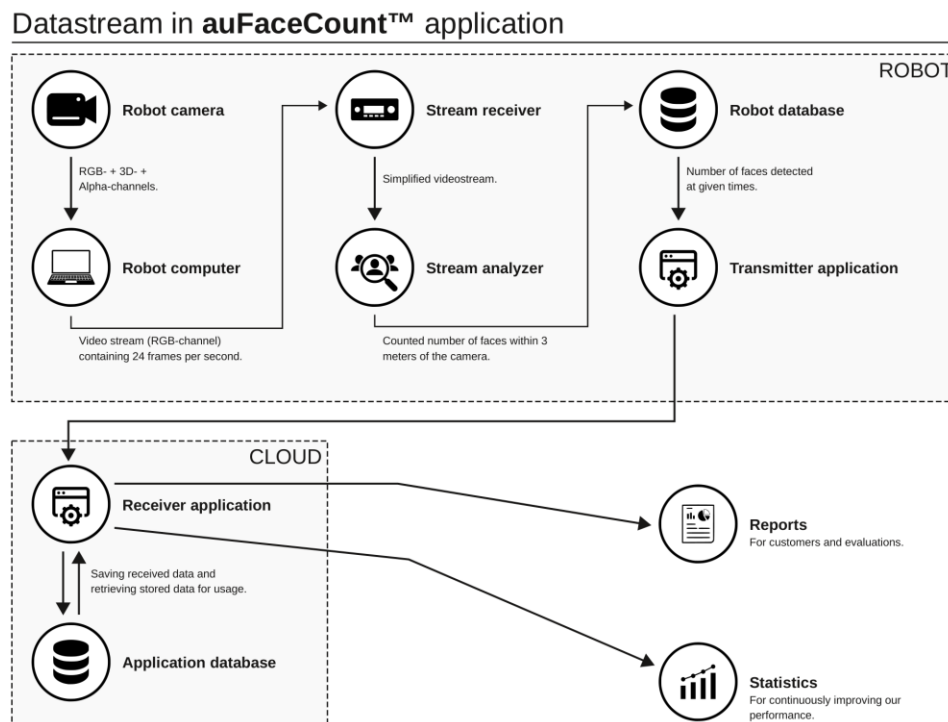 Datastream in auFaceCount™ application
ROBOT
Robot camera
Stream receiver
Robot database
RGB- + 3D- +
Alpha-channels.
Simplified videostream.
Number of faces detected
at given times.
Robot computer
Stream analyzer
Transmitter application
Video stream (RGB-channel)
containing 24 frames per second.
Counted number of faces within 3
meters of the camera.
CLOUD
Receiver application
Reports
For customers and evaluations.
Saving received data and
retrieving stored data for usage.
Application database
Statistics
For continuously improving our
performance.